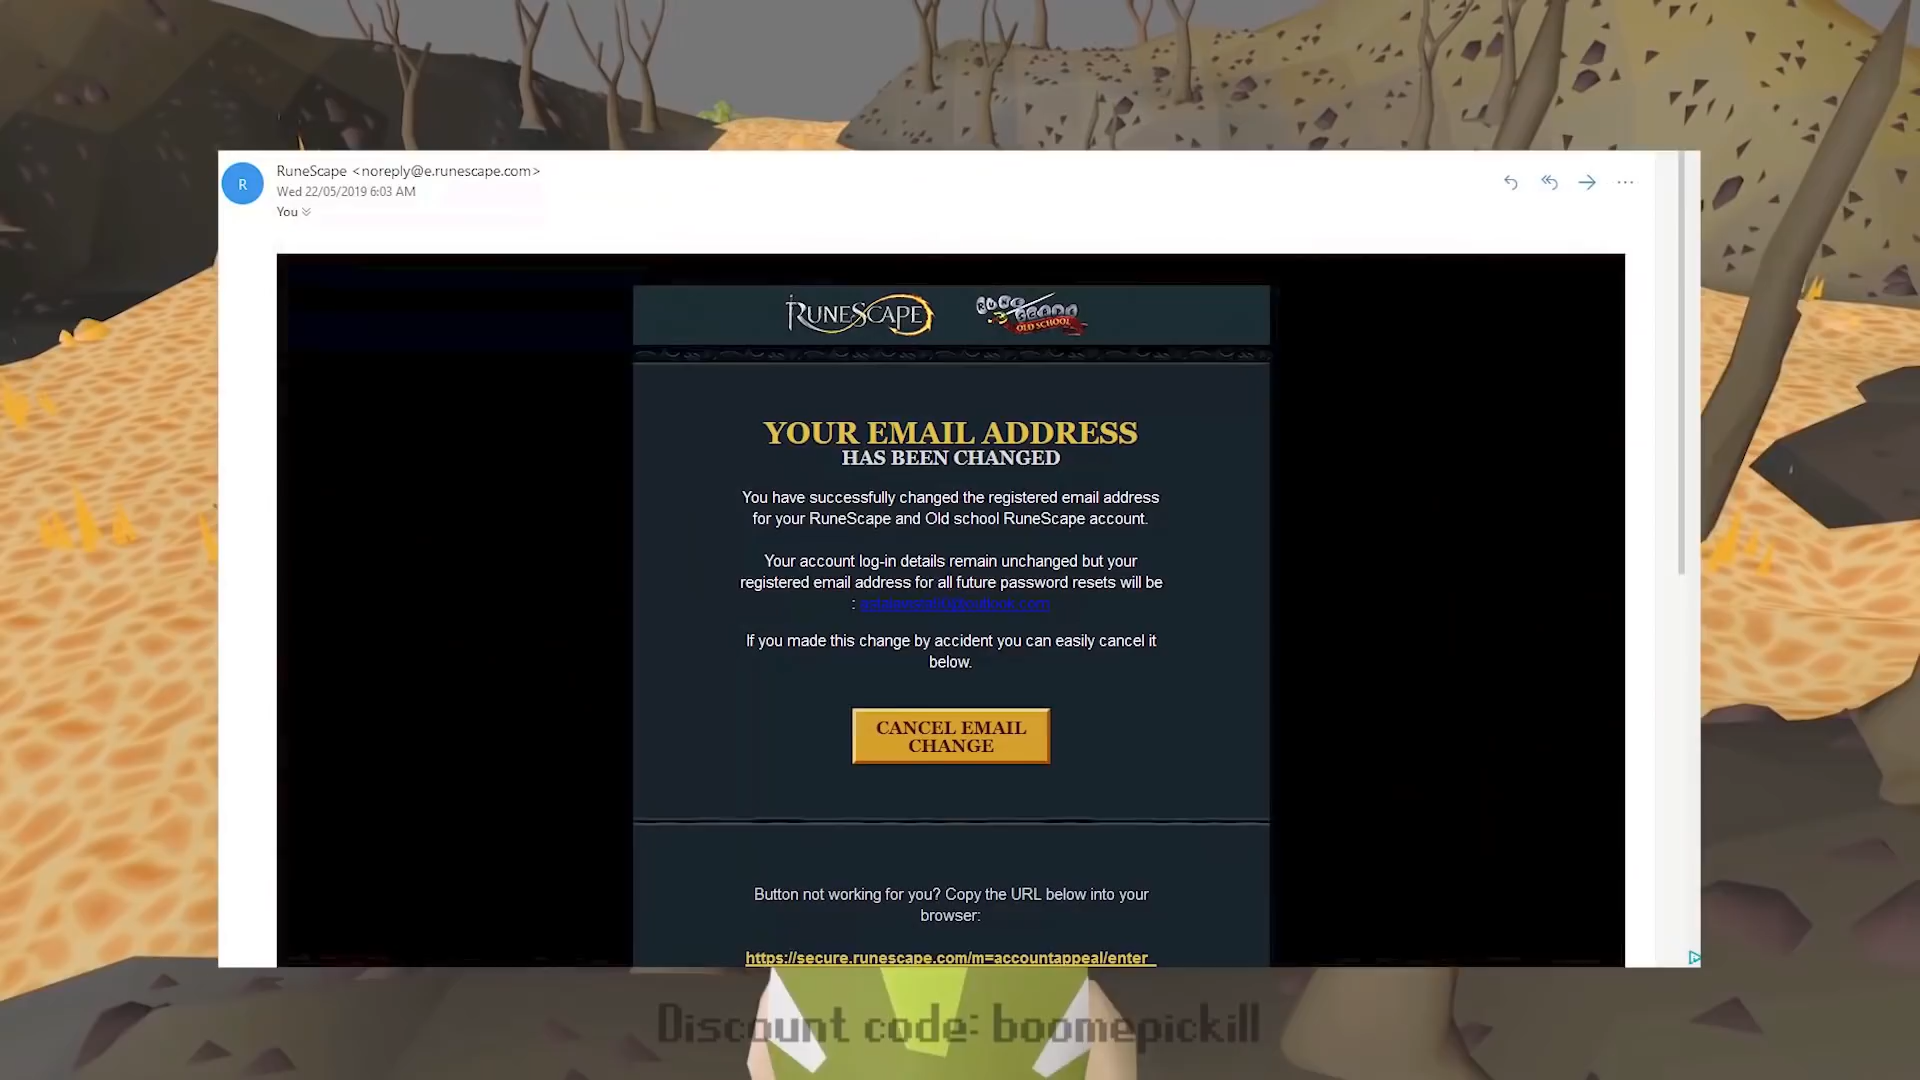 R
RuneScape <noreply@e.runescape.com>
Wed 22/05/2019 6:03 AM
You
RUNESCAPE
RUNE SCAPE
OLD SCHOOL
YOUR EMAIL ADDRESS
HAS BEEN CHANGED
You have successfully changed the registered email address
for your RuneScape and Old school RuneScape account.
Your account log-in details remain unchanged but your
registered email address for all future password resets will be
:
If you made this change by accident you can easily cancel it
below.
CANCEL EMAIL
CHANGE
Button not working for you? Copy the URL below into your
browser:
https://secure.runescape.com/m=accountappeal/enter_
Discount code: boomepickill